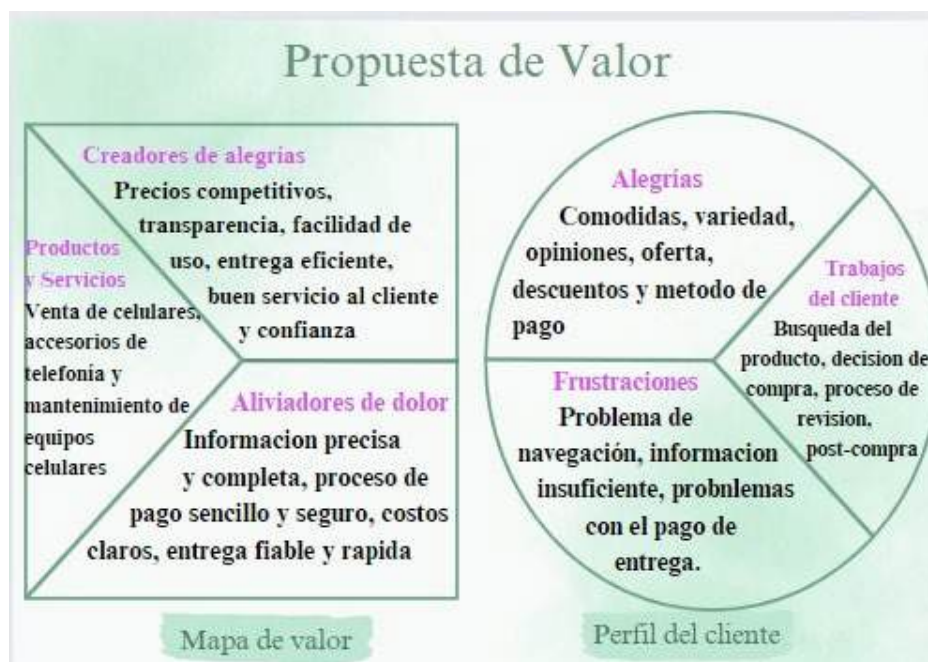 Propuesta de Valor
Creadores de alegrías
Precios competitivos,
transparencia, facilidad de
uso, entrega eficiente,
buen servicio al cliente
y confianza
Productos
y Servicios
Venta de celulares,
accesorios de
telefonía y
mantenimiento de
equipos
celulares
Aliviadores de dolor
Informacion precisa
y completa, proceso de
pago sencillo y seguro, costos
claros, entrega fiable y rapida
Mapa de valor
Alegrías
Comodidas, variedad,
opiniones, oferta,
descuentos y metodo de
pago
Trabajos
del cliente
Busqueda del
producto, decision de
compra, proceso de
revision,
post-compra
Frustraciones
Problema de
navegación, informacion
insuficiente, probnlemas
con el pago de
entrega.
Perfil del cliente